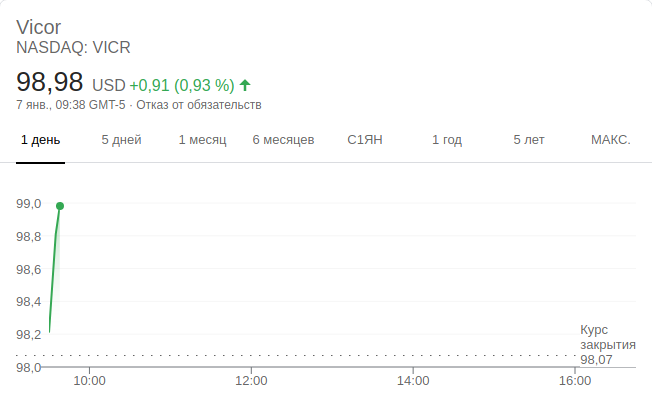 Vicor
NASDAQ: VICR
98,98 USD +0,91 (0,93 %)
7 янв., 09:38 GMT-5 · Отказ от обязательств
1 день 5 дней 1 месяц 6 месяцев С1ЯН 1 год 5 лет МАКС.
99,0
98,8
98,6
98,4
98,2
98,0
Курс
закрытия
98,07
10:00 12:00 14:00 16:00